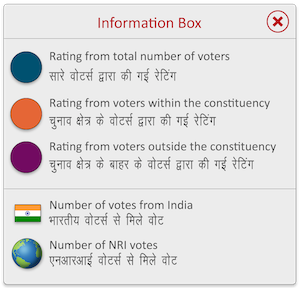 Information Box
Rating from total number of voters
सारे वोटर्स द्वारा की गई रेटिंग
Rating from voters within the constituency
चुनाव क्षेत्र के वोटर्स द्वारा की गई रेटिंग
Rating from voters outside the constituency
चुनाव क्षेत्र के बाहर के वोटर्स द्वारा की गई रेटिंग
Number of votes from India
भारतीय वोटर्स से मिले वोट
Number of NRI votes
एनआरआई वोटर्स से मिले वोट